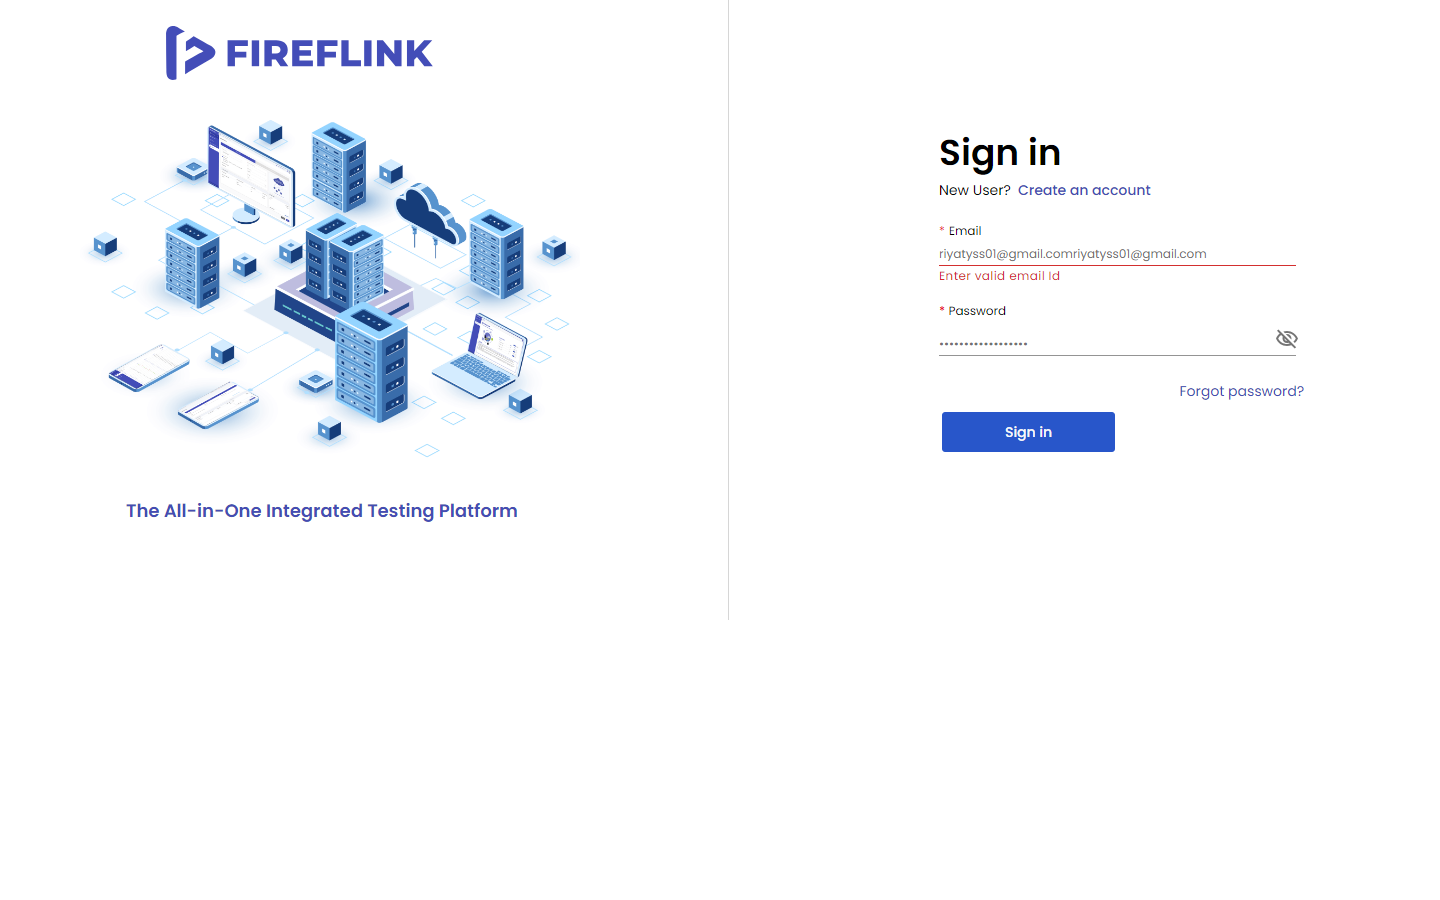 FIREFLINK
The All-in-One Integrated Testing Platform
Sign in
New User? Create an account
* Email
riyatyss01@gmail.comriyatyss01@gmail.com
Enter valid email Id
* Password
••••••••••••••••••
Forgot password?
Sign in